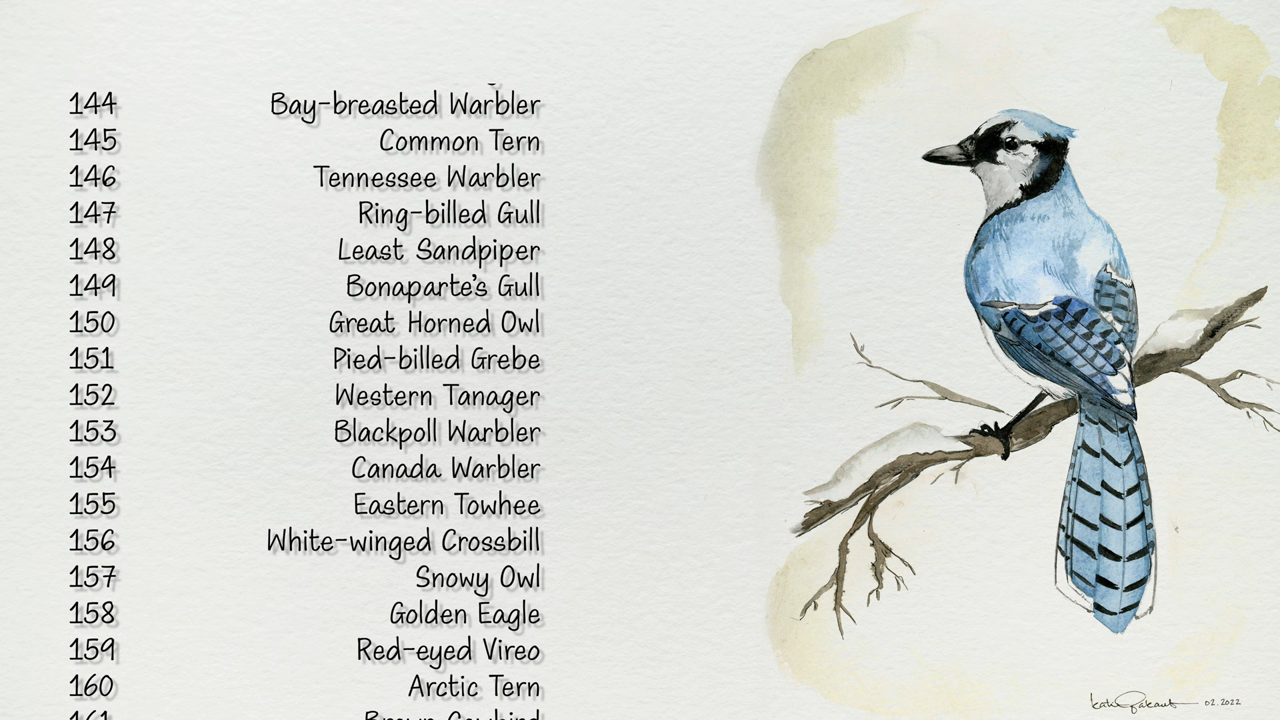 144 Bay-breasted Warbler
145 Common Tern
146 Tennessee Warbler
147 Ring-billed Gull
148 Least Sandpiper
149 Bonaparte's Gull
150 Great Horned Owl
151 Pied-billed Grebe
152 Western Tanager
153 Blackpoll Warbler
154 Canada Warbler
155 Eastern Towhee
156 White-winged Crossbill
157 Snowy Owl
158 Golden Eagle
159 Red-eyed Vireo
160 Arctic Tern
161 Brown Cowbird
02.2022